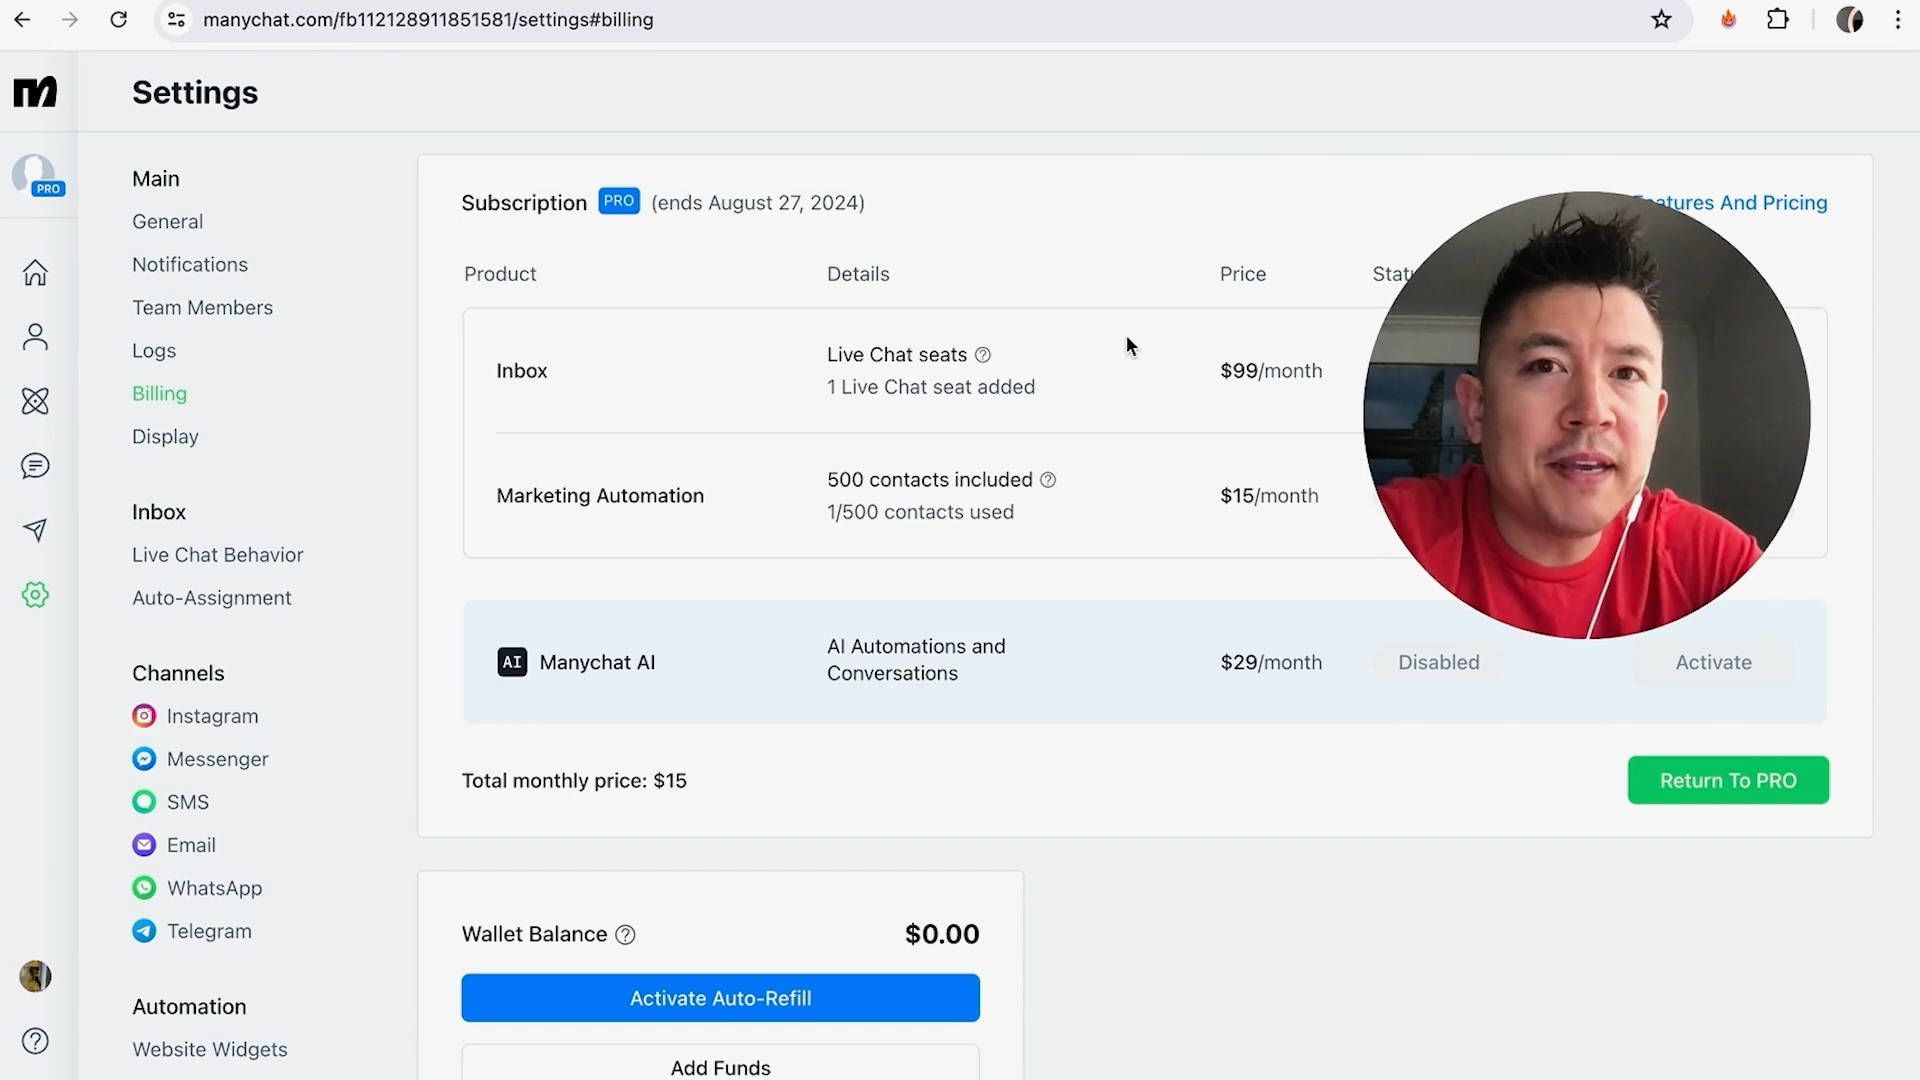 manychat.com/fb112128911851581/settings#billing
Settings
PRO
Main
General
Notifications
Team Members
Logs
Billing
Display
Inbox
Live Chat Behavior
Auto-Assignment
Channels
Instagram
Messenger
SMS
Email
WhatsApp
Telegram
Automation
Website Widgets
Subscription PRO (ends August 27, 2024)
And Pricing
Product Details Price
Inbox
Live Chat seats
1 Live Chat seat added
$99/month
Marketing Automation
500 contacts included
1/500 contacts used
$15/month
AI Manychat AI
AI Automations and
Conversations
$29/month
Disabled
Activate
Total monthly price: $15
Return To PRO
Wallet Balance
$0.00
Activate Auto-Refill
Add Funds